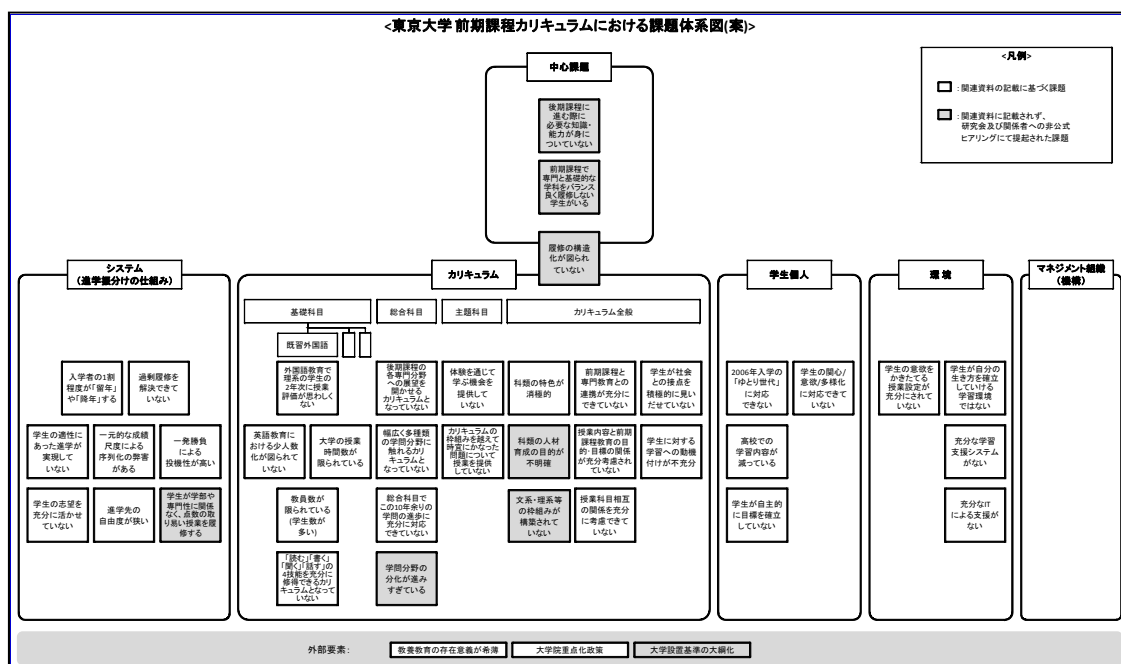 <東京大学 前期課程カリキュラムにおける課題体系図(案)>
中心課題
後期課程に
進む際に
必要な知識・
能力が身に
ついていない
前期課程で
専門と基礎的な
学科をバランス
良く履修しない
学生がいる
履修の構造
化が図られ
ていない
<凡例>
:関連資料の記載に基づく課題
:関連資料に記載されず、
研究会及び関係者への非公式
ヒアリングにて提起された課題
システム
(進学振分けの仕組み)
入学者の1割
程度が「留年」
や「降年」する
過剰履修を
解決できて
いない
学生の適性に
あった進学が
実現して
いない
一元的な成績
尺度による
序列化の弊害
がある
一発勝負
による
投機性が高い
学生の志望を
充分に活かせ
ていない
進学先の
自由度が狭い
学生が学部や
専門性に関係
なく、点数の取
り易い授業を履
修する
カリキュラム
基礎科目
総合科目
主題科目
カリキュラム全般
既習外国語
外国語教育で
理系の学生の
2年次に授業
評価が思わしく
ない
後期課程の
各専門分野
への展望を
開かせる
カリキュラムと
なっていない
体験を通じて
学ぶ機会を
提供して
いない
科類の特色が
消極的
前期課程と
専門教育との
連携が充分に
できていない
学生が社会
との接点を
積極的に見い
だせていない
英語教育に
おける少人数
化が図られて
いない
大学の授業
時間数が
限られている
幅広く多種類
の学問分野に
触れるカリ
キュラムと
なっていない
カリキュラムの
枠組みを越えて
時宜にかなった
問題について
授業を提供
していない
科類の人材
育成の目的が
不明確
授業内容と前期
課程教育の目
的・目標の関係
が充分考慮され
ていない
学生に対する
学習への動機
付けが不充分
教員数が
限られている
(学生数が
多い)
総合科目で
この10年余りの
学問の進歩に
充分に対応
できていない
文系・理系等
の枠組みが
構築されて
いない
授業科目相互
の関係を充分
に考慮できて
いない
「読む」「書く」
「聞く」「話す」の
4技能を充分に
修得できるカリ
キュラムとなって
いない
学問分野の
分化が進み
すぎている
学生個人
2006年入学の
「ゆとり世代」に
対応
できない
学生の関心/
意欲/多様化
に対応できて
いない
高校での
学習内容が
減っている
学生が自主的
に目標を確立
していない
環 境
学生の意欲を
かきたてる
授業設定が
充分にされて
いない
学生が自分の
生き方を確立
していける
学習環境
ではない
充分な学習
支援システム
がない
充分なIT
による支援が
ない
マネジメント組織
(機構)
外部要素:
教養教育の存在意義が希薄
大学院重点化政策
大学設置基準の大綱化